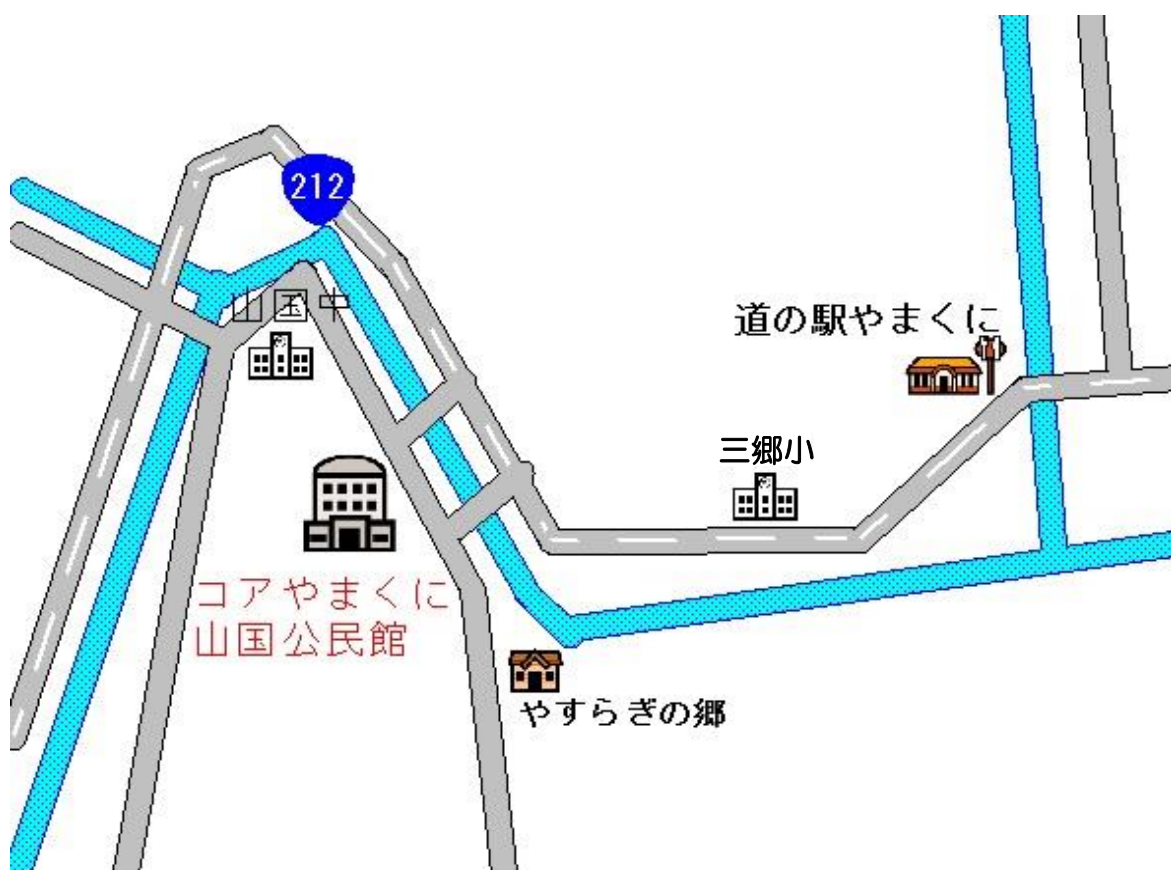 212
山国中
道の駅やまくに
三郷小
コアやまくに
山国公民館
やすらぎの郷